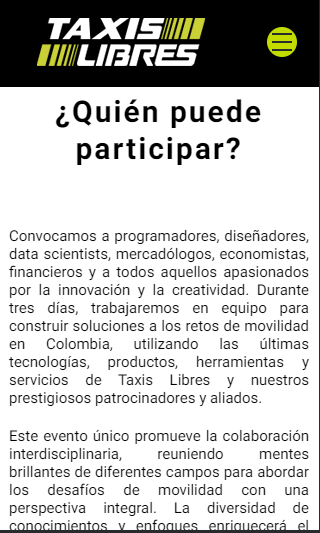 TAXIS
LIBRES
¿Quién puede
participar?
Convocamos a programadores, diseñadores,
data scientists, mercadólogos, economistas,
financieros y a todos aquellos apasionados
por la innovación y la creatividad. Durante
tres días, trabajaremos en equipo para
construir soluciones a los retos de movilidad
en Colombia, utilizando las últimas
tecnologías, productos, herramientas y
servicios de Taxis Libres y nuestros
prestigiosos patrocinadores y aliados.
Este evento único promueve la colaboración
interdisciplinaria, reuniendo mentes
brillantes de diferentes campos para abordar
los desafíos de movilidad con una
perspectiva integral. La diversidad de
conocimientos y enfoques enriquecerá el